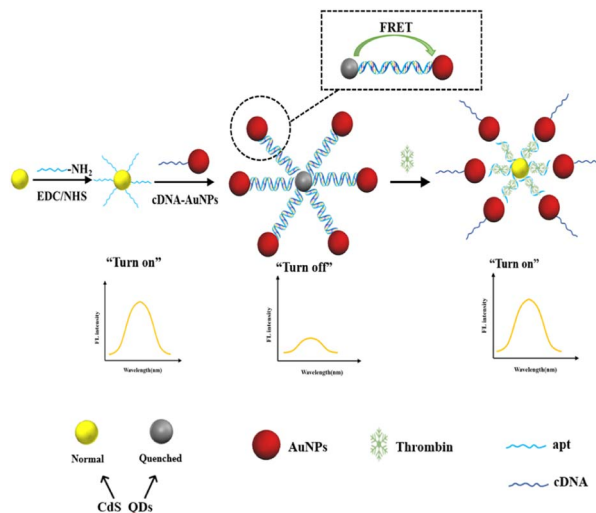 FRET
-NH2
EDC/NHS
cDNA-AuNPs
“Turn on”
“Turn off”
“Turn on”
FL intensity
Wavelength(nm)
FL intensity
Wavelength(nm)
FL intensity
Wavelength(nm)
Normal
Quenched
CdS QDs
AuNPs
Thrombin
apt
cDNA